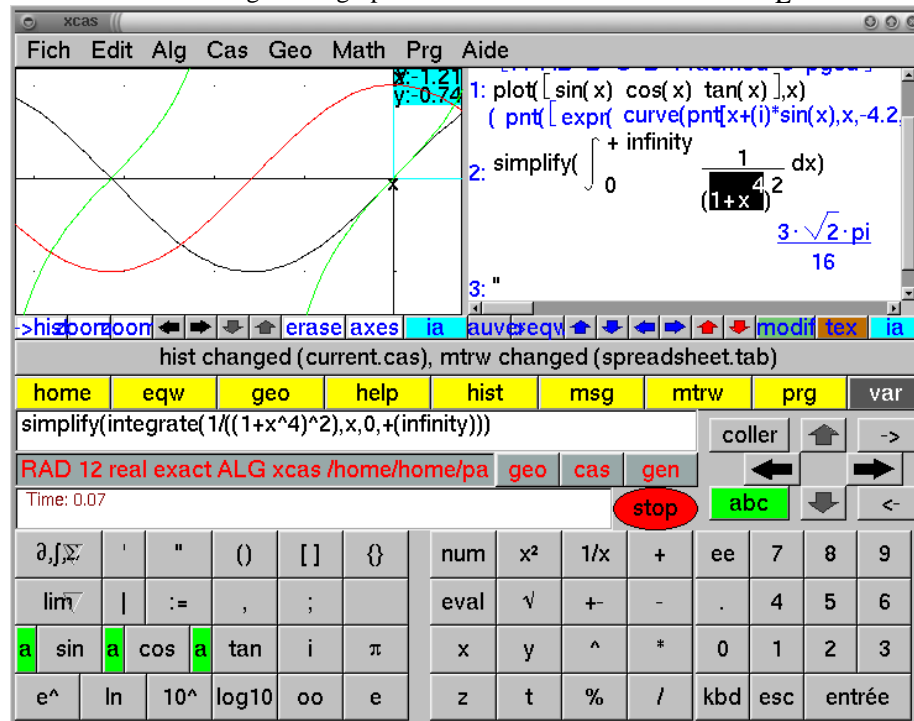 xcas
Fich Edit Alg Cas Geo Math Prg Aide
x:-1.21
y:-0.74
1: plot([sin(x) cos(x) tan(x)],x)
( pnt([expr( curve(pnt[x+(i)*sin(x),x,-4.2,
2: simplify(∫ + infinity 0 1 (1+x 4)2 dx)
3·√2·pi
16
3: "
->hist zoom erase axes ia eqw modif tex ia
hist changed (current.cas), mtrw changed (spreadsheet.tab)
home eqw geo help hist msg mtrw prg var
simplify(integrate(1/((1+x^4)^2),x,0,+(infinity)))
coller ->
RAD 12 real exact ALG xcas /home/home/pa geo cas gen
Time: 0.07
stop abc <-
∂,∫,Σ ' " () [] {} num x² 1/x + ee 7 8 9
lim | := , ; eval √ +- - . 4 5 6
a sin a cos a tan i π x y ^ * 0 1 2 3
e^ ln 10^ log10 oo e z t % / kbd esc entrée